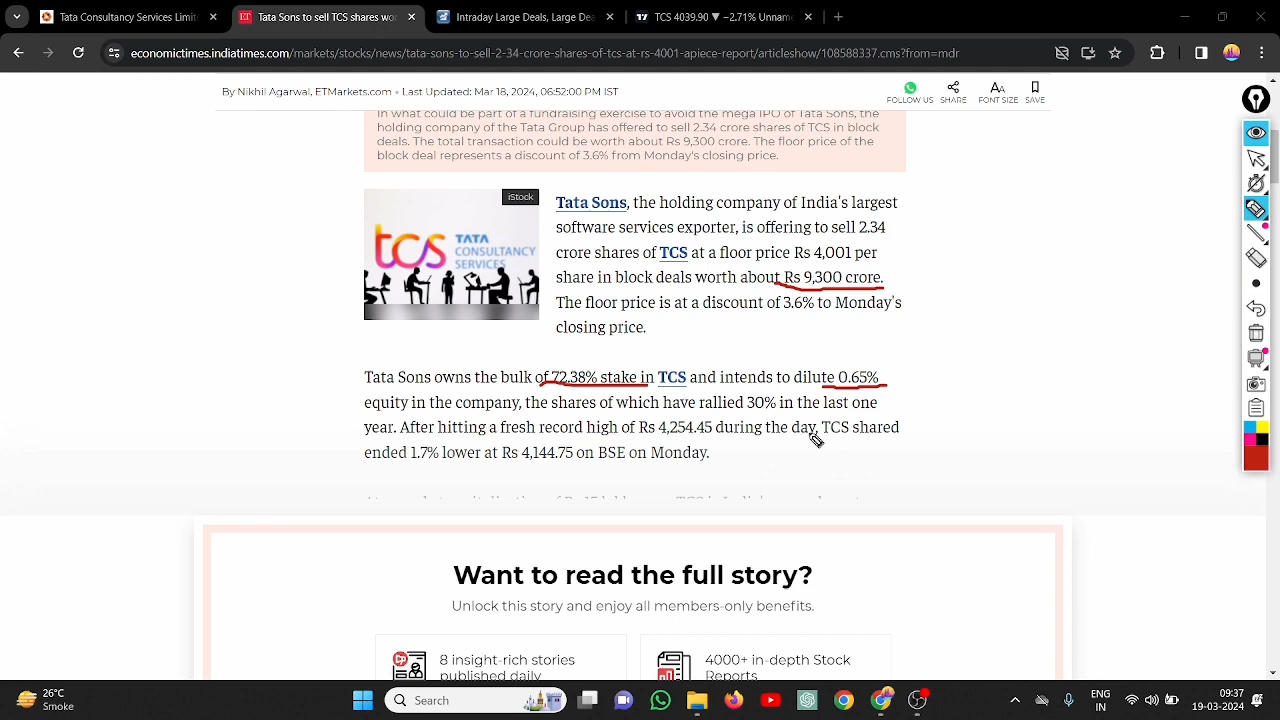 Tata Consultancy Services Limit
Tata Sons to sell TCS shares wor
Intraday Large Deals, Large Dea
TCS 4039.90 ▼ −2.71% Unnam
economictimes.indiatimes.com/markets/stocks/news/tata-sons-to-sell-2-34-crore-shares-of-tcs-at-rs-4001-apiece-report/articleshow/108588337.cms?from=mdr
By Nikhil Agarwal, ETMarkets.com • Last Updated: Mar 18, 2024, 06:52:00 PM IST
FOLLOW US SHARE FONT SIZE SAVE
In what could be part of a fundraising exercise to avoid the mega IPO of Tata Sons, the
holding company of the Tata Group has offered to sell 2.34 crore shares of TCS in block
deals. The total transaction could be worth about Rs 9,300 crore. The floor price of the
block deal represents a discount of 3.6% from Monday's closing price.
iStock
tcs TATA
CONSULTANCY
SERVICES
Tata Sons, the holding company of India's largest
software services exporter, is offering to sell 2.34
crore shares of TCS at a floor price Rs 4,001 per
share in block deals worth about Rs 9,300 crore.
The floor price is at a discount of 3.6% to Monday's
closing price.
Tata Sons owns the bulk of 72.38% stake in TCS and intends to dilute 0.65%
equity in the company, the shares of which have rallied 30% in the last one
year. After hitting a fresh record high of Rs 4,254.45 during the day, TCS shared
ended 1.7% lower at Rs 4,144.75 on BSE on Monday.
Want to read the full story?
Unlock this story and enjoy all members-only benefits.
8 insight-rich stories
published daily
4000+ in-depth Stock
Reports
26°C
Smoke
Search
ENG
IN
09:37
19-03-2024